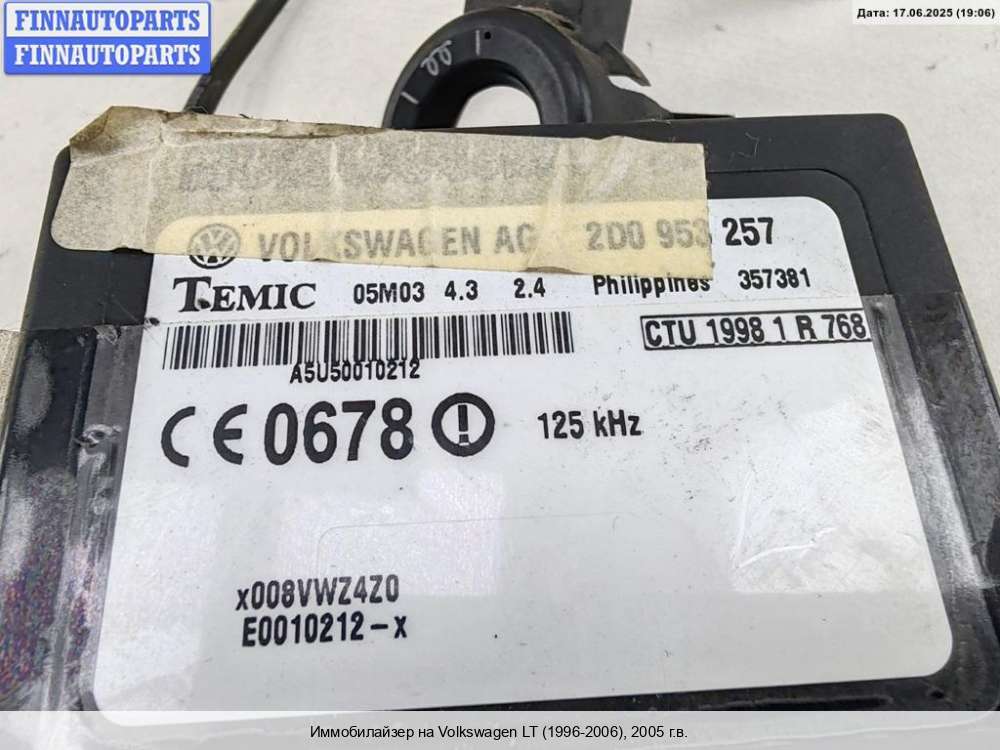 FINNAUTOPARTS
FINNAUTOPARTS
Дата: 17.06.2025 (19:06)
VOLKSWAGEN AG 2D0 953 257
TEMIC 05M03 4.3 2.4 Philippines 357381
CTU 1998 1 R 768
A5U50010212
CE 0678 125 kHz
x008VWZ4Z0
E0010212-x
Иммобилайзер на Volkswagen LT (1996-2006), 2005 г.в.